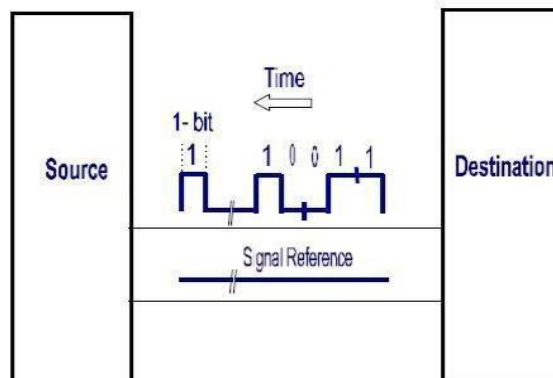 Time
1- bit
1 1 0 0 1 1
Source
Destination
Signal Reference